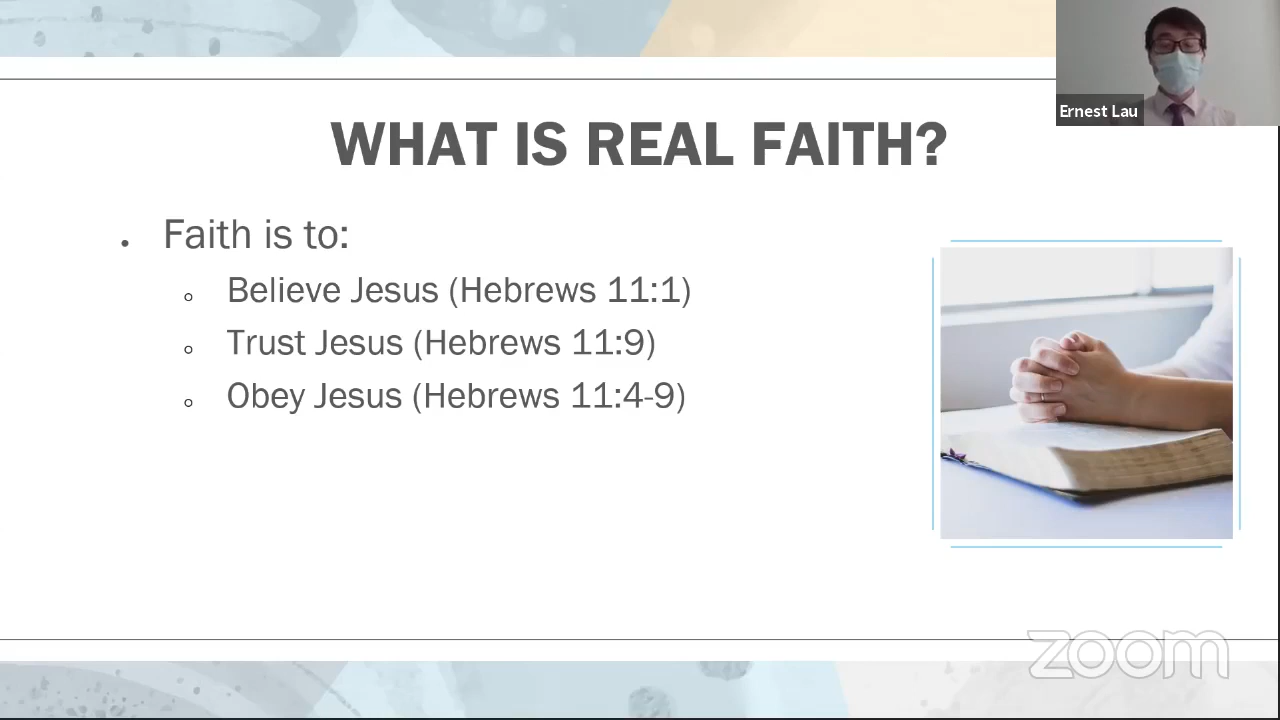 Ernest Lau
WHAT IS REAL FAITH?
Faith is to:
Believe Jesus (Hebrews 11:1)
Trust Jesus (Hebrews 11:9)
Obey Jesus (Hebrews 11:4-9)
zoom